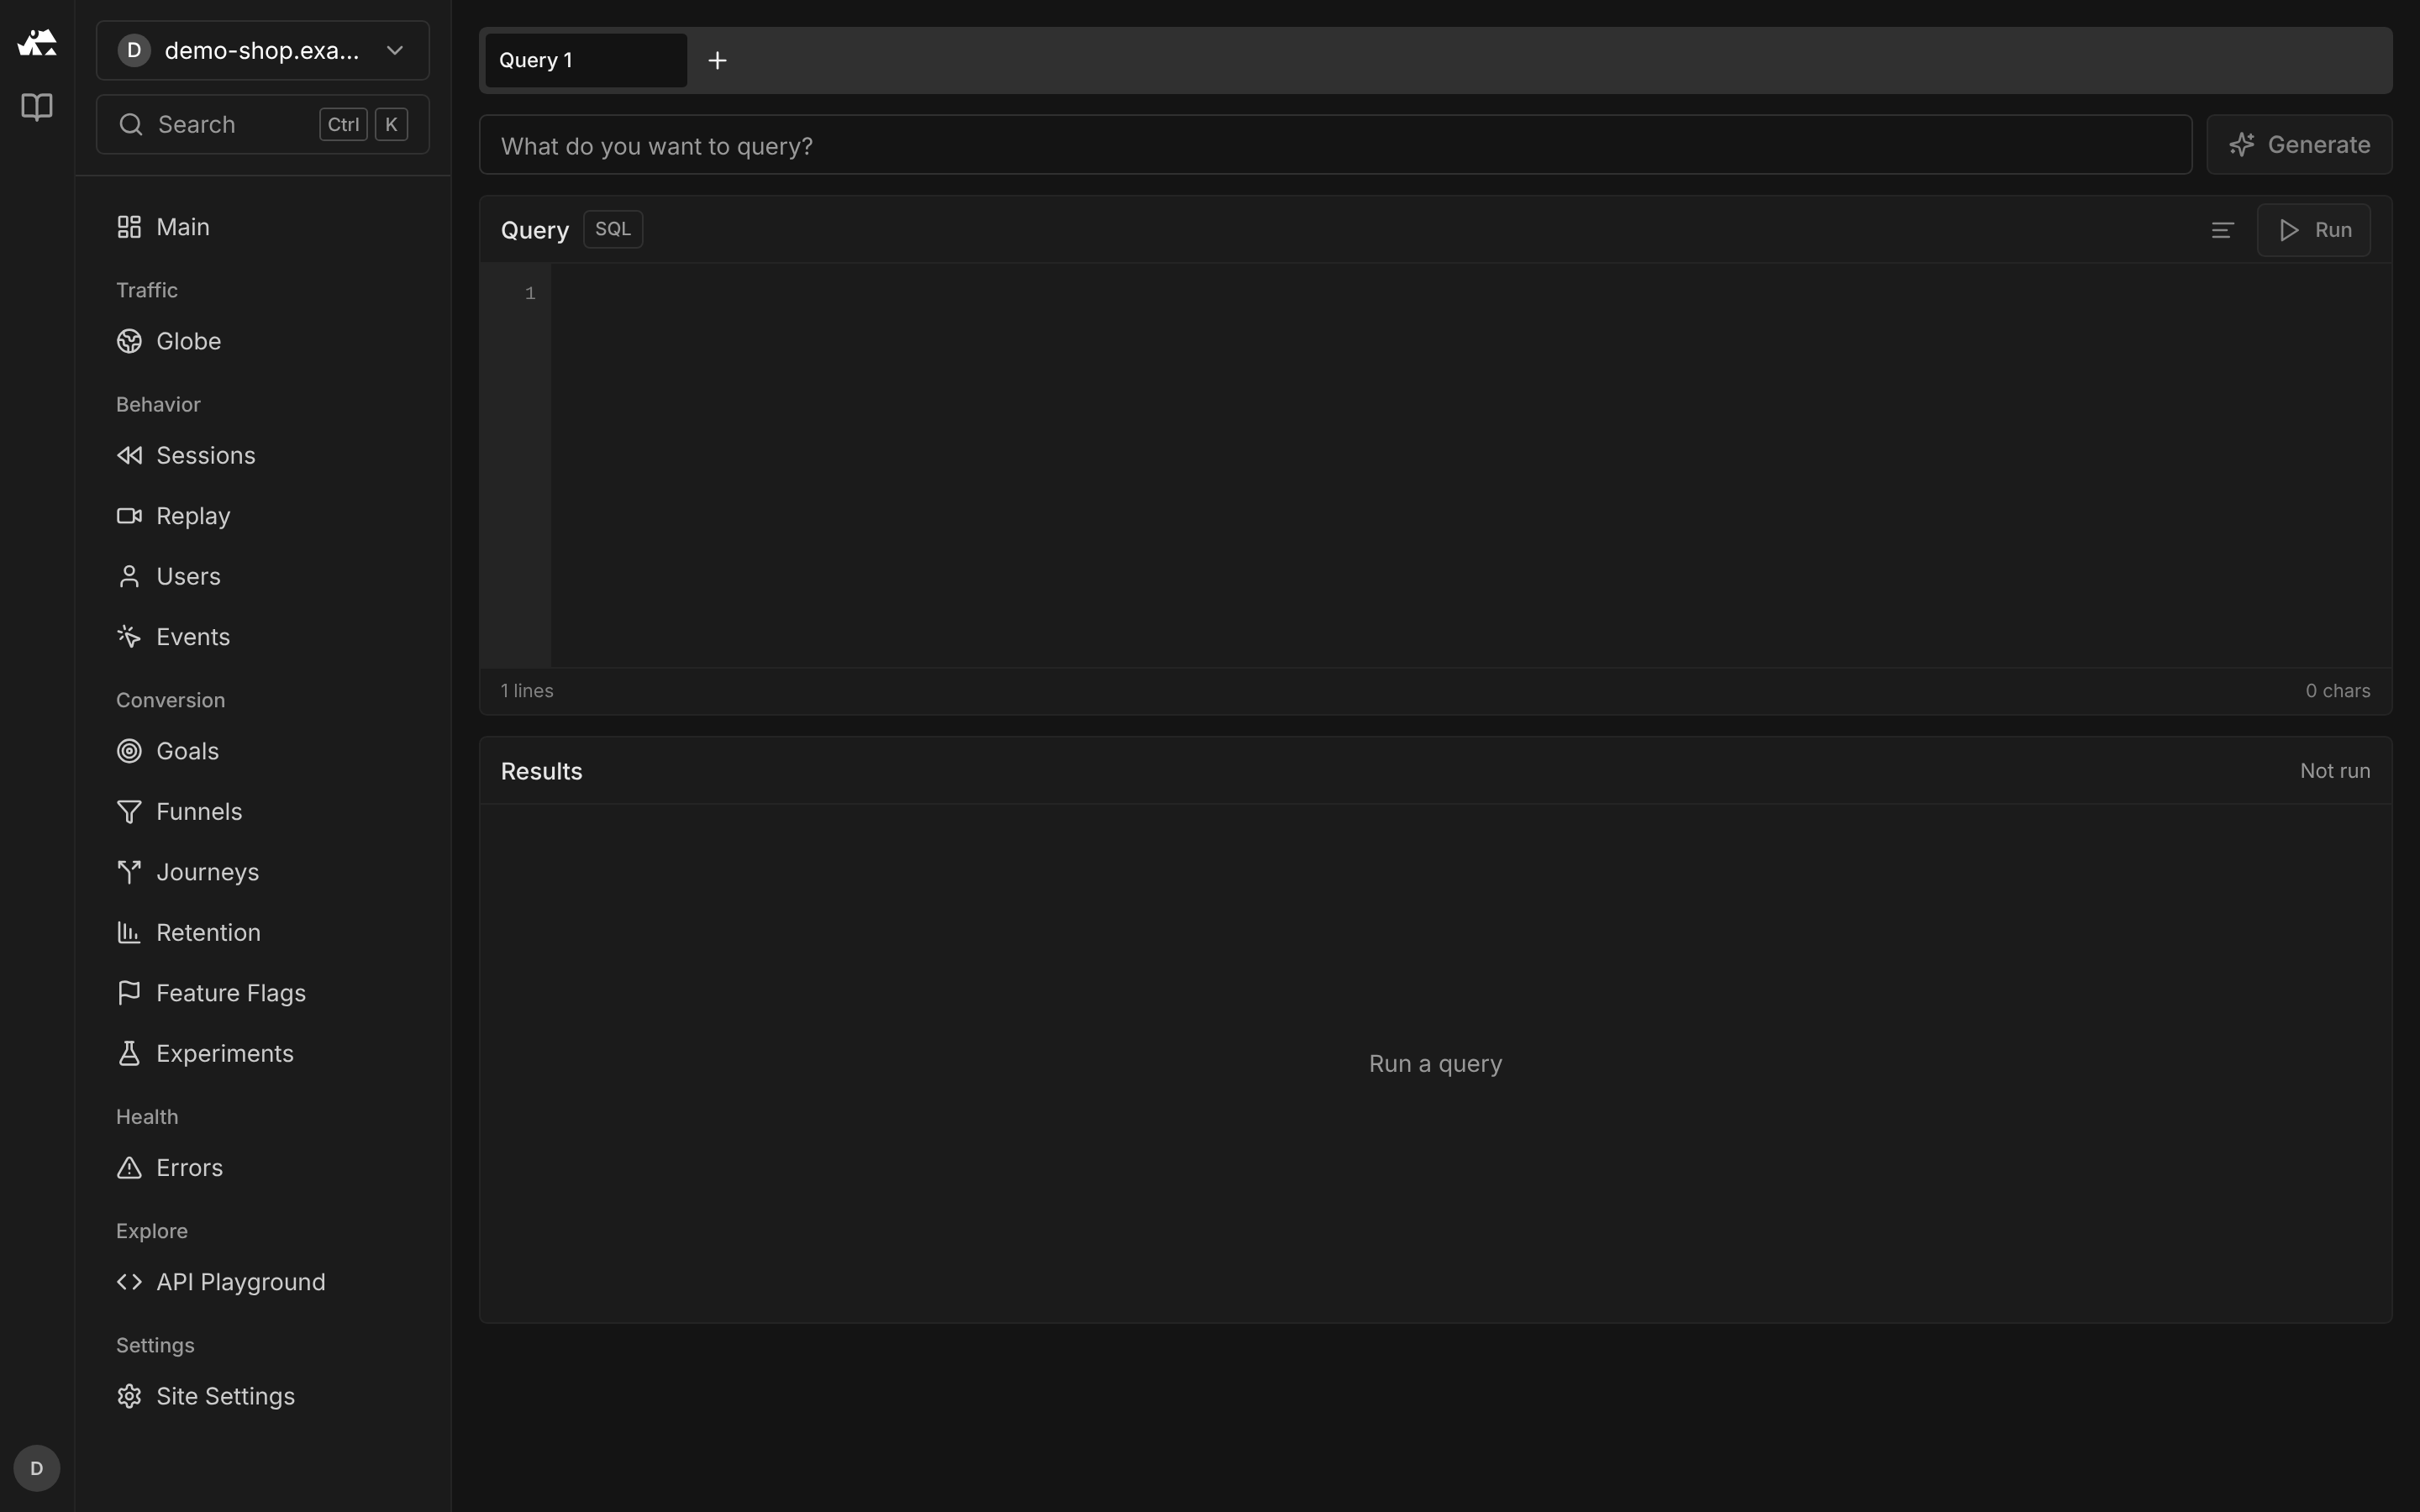 D demo-shop.exa...
Search Ctrl K
Main
Traffic
Globe
Behavior
Sessions
Replay
Users
Events
Conversion
Goals
Funnels
Journeys
Retention
Feature Flags
Experiments
Health
Errors
Explore
API Playground
Settings
Site Settings
D
Query 1
What do you want to query? Generate
Query SQL Run
1
1 lines 0 chars
Results Not run
Run a query